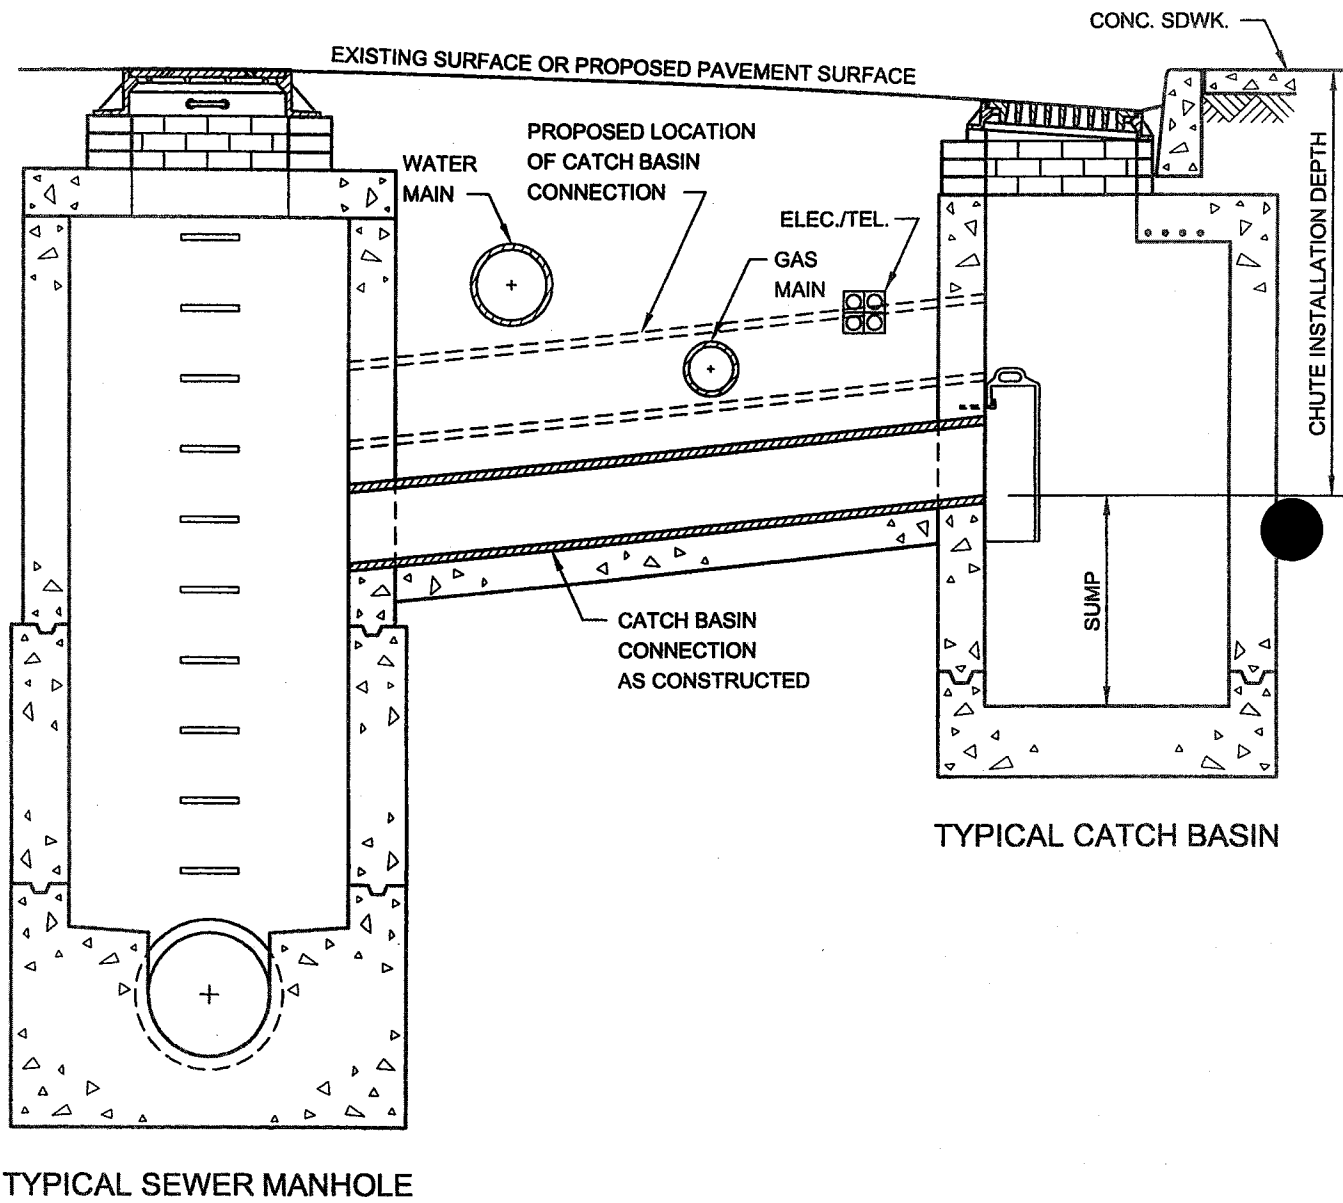 CONC. SDWK.
EXISTING SURFACE OR PROPOSED PAVEMENT SURFACE
PROPOSED LOCATION
OF CATCH BASIN
CONNECTION
WATER
MAIN
ELEC./TEL.
GAS
MAIN
CHUTE INSTALLATION DEPTH
SUMP
CATCH BASIN
CONNECTION
AS CONSTRUCTED
TYPICAL CATCH BASIN
TYPICAL SEWER MANHOLE